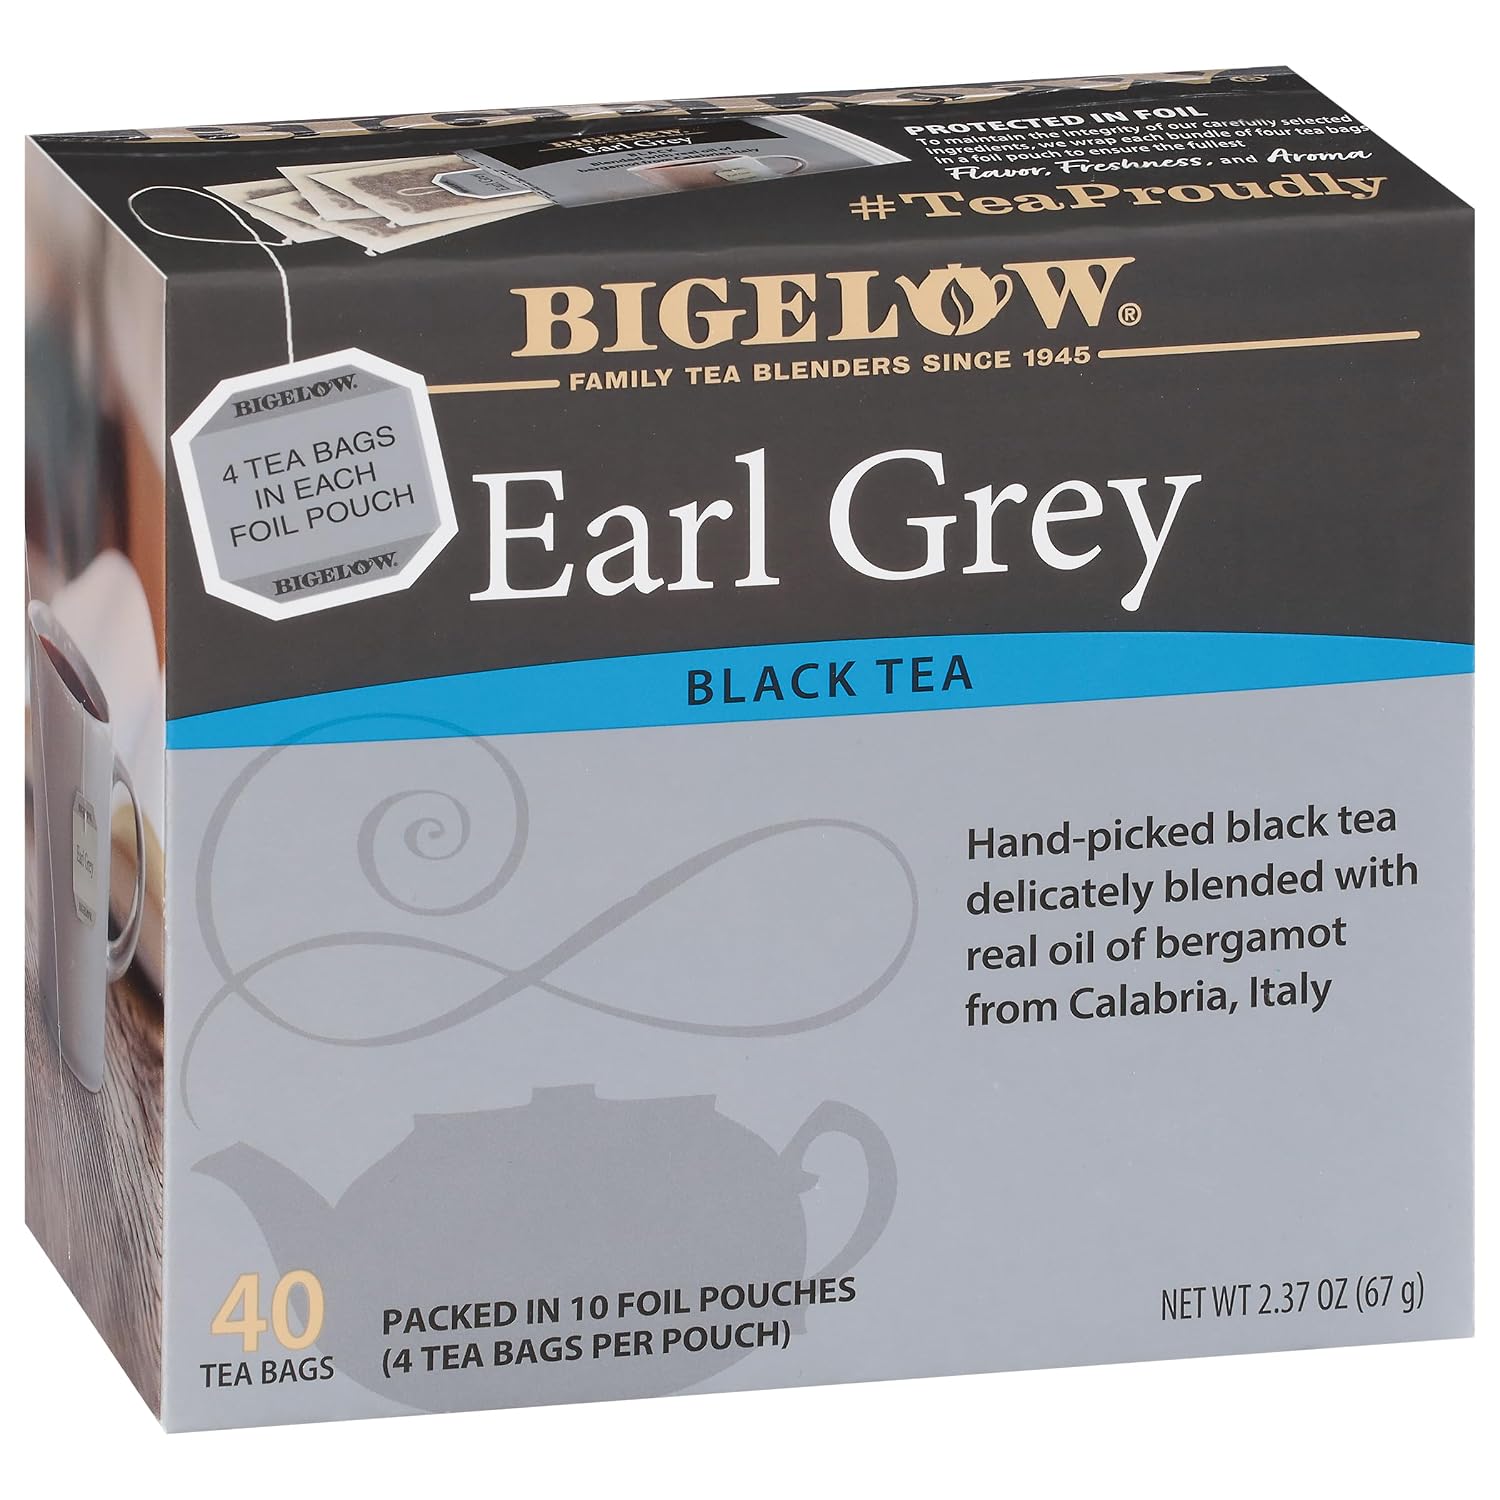 BIGELOW®
BIGELOW
Earl Grey
PROTECTED IN FOIL
To maintain the integrity of our carefully selected
ingredients, we wrap each bundle of four tea bags
in a foil pouch to ensure the fullest
Flavor, Freshness, and Aroma
#TeaProudly
BIGELOW®
FAMILY TEA BLENDERS SINCE 1945
BIGELOW
4 TEA BAGS
IN EACH
FOIL POUCH
BIGELOW
Earl Grey
BLACK TEA
Hand-picked black tea
delicately blended with
real oil of bergamot
from Calabria, Italy
Earl Grey
40
TEA BAGS
PACKED IN 10 FOIL POUCHES
(4 TEA BAGS PER POUCH)
NET WT 2.37 OZ (67 g)